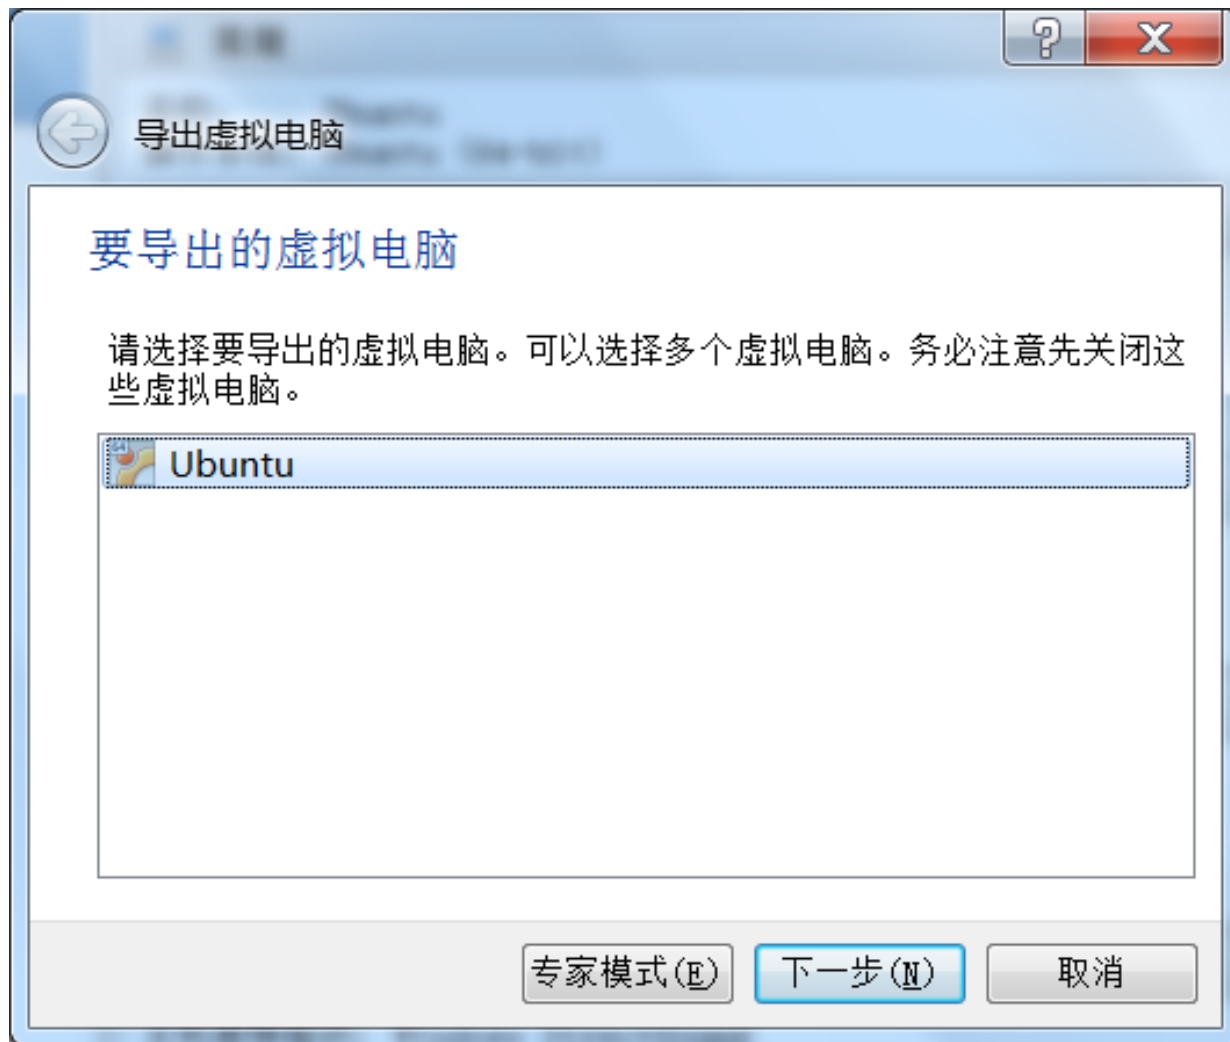 导出虚拟电脑
要导出的虚拟电脑
请选择要导出的虚拟电脑。可以选择多个虚拟电脑。务必注意先关闭这
些虚拟电脑。
Ubuntu
专家模式(E) 下一步(N) 取消